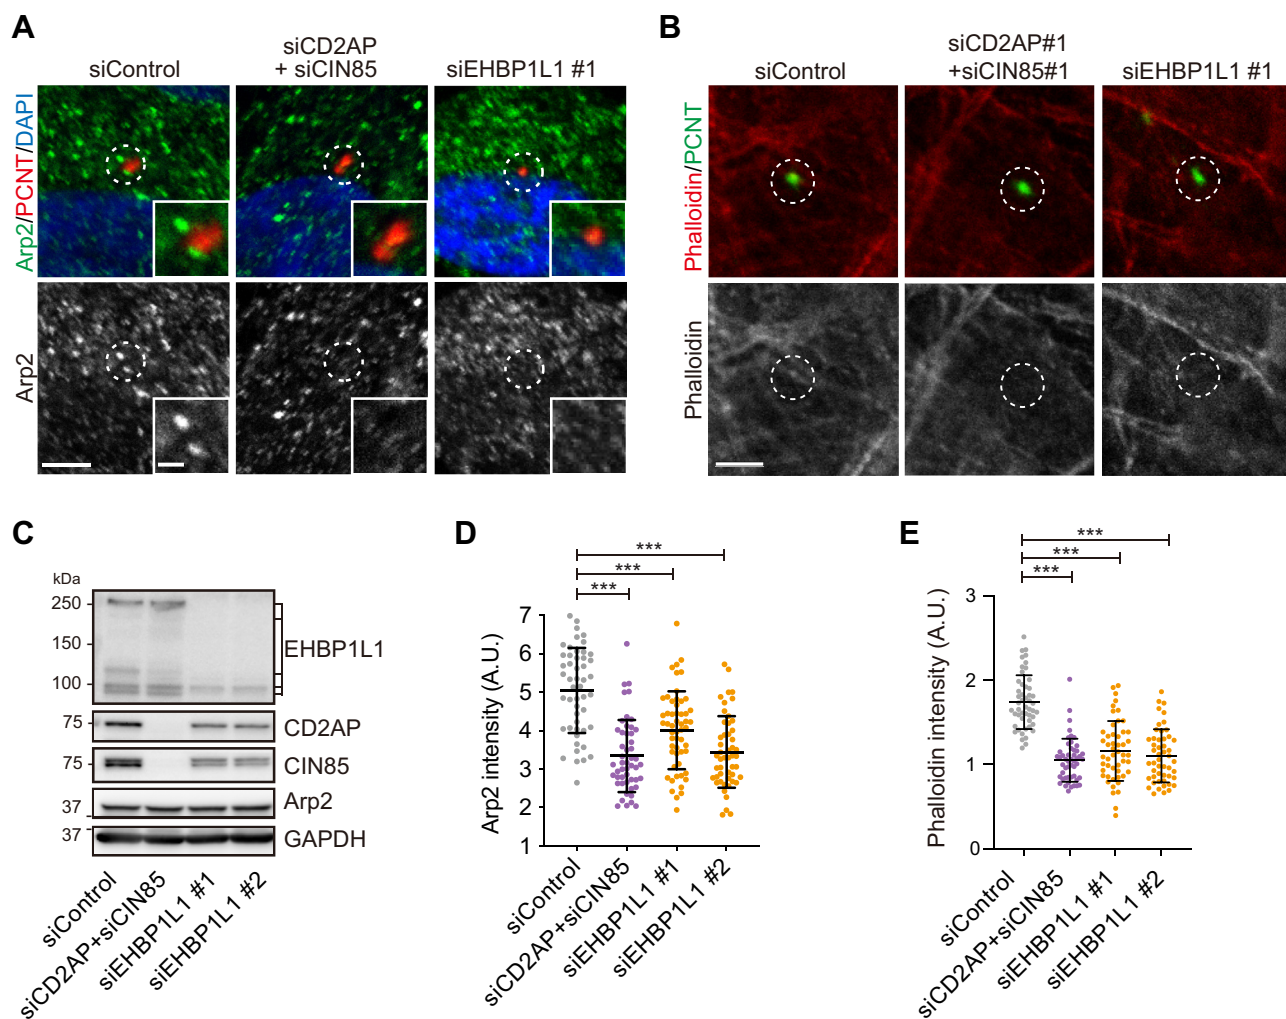 A
siControl
siCD2AP
+ siCIN85
siEHBP1L1 #1
Arp2/PCNT/DAPI
Arp2
B
siControl
siCD2AP#1
+siCIN85#1
siEHBP1L1 #1
Phalloidin/PCNT
Phalloidin
C
kDa
250
150
100
75
75
37
37
EHBP1L1
CD2AP
CIN85
Arp2
GAPDH
siControl
siCD2AP+siCIN85
siEHBP1L1 #1
siEHBP1L1 #2
D
***
***
***
Arp2 intensity (A.U.)
7
6
5
4
3
2
1
siControl
siCD2AP+siCIN85
siEHBP1L1 #1
siEHBP1L1 #2
E
***
***
***
Phalloidin intensity (A.U.)
3
2
1
0
siControl
siCD2AP+siCIN85
siEHBP1L1 #1
siEHBP1L1 #2